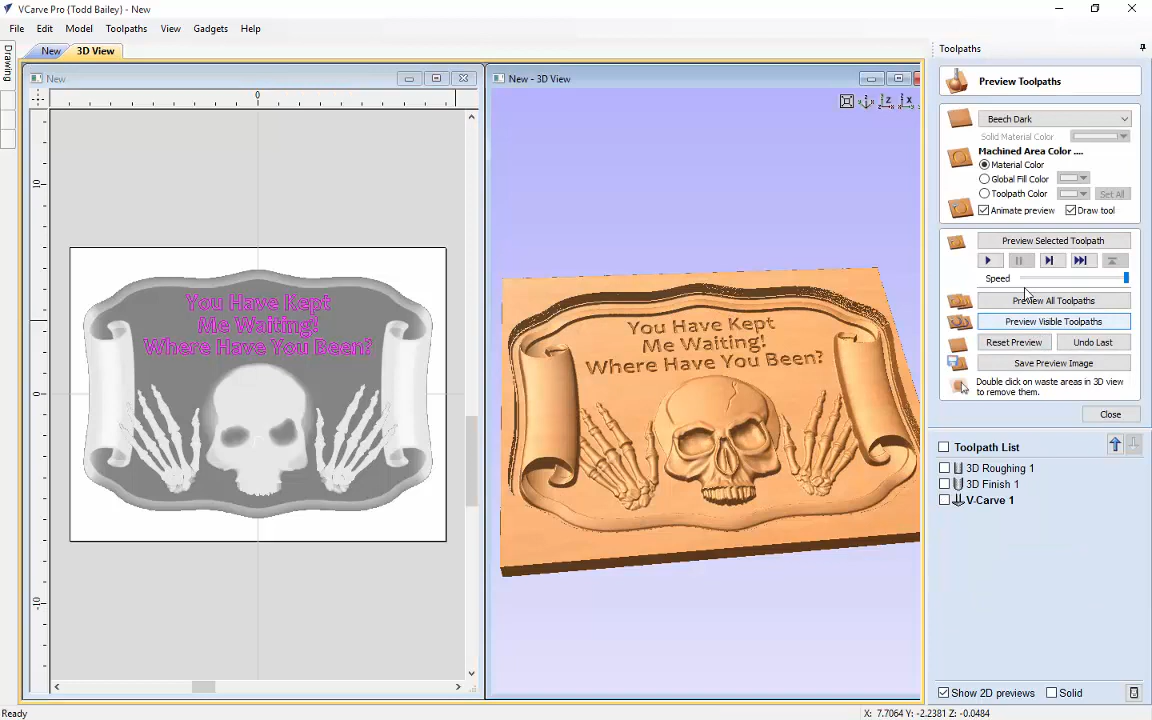 VCarve Pro {Todd Bailey} - New
File Edit Model Toolpaths View Gadgets Help
New 3D View
Drawing
New
0
10
0
-10
You Have Kept
Me Waiting!
Where Have You Been?
New - 3D View
You Have Kept
Me Waiting!
Where Have You Been?
Toolpaths
Preview Toolpaths
Beech Dark
Solid Material Color
Machined Area Color ....
Material Color
Global Fill Color
Toolpath Color Set All
Animate preview Draw tool
Preview Selected Toolpath
Speed
Preview All Toolpaths
Preview Visible Toolpaths
Reset Preview Undo Last
Save Preview Image
Double click on waste areas in 3D view
to remove them.
Close
Toolpath List
3D Roughing 1
3D Finish 1
V-Carve 1
Show 2D previews Solid
Ready
X: 7.7064 Y: -2.2381 Z: -0.0484